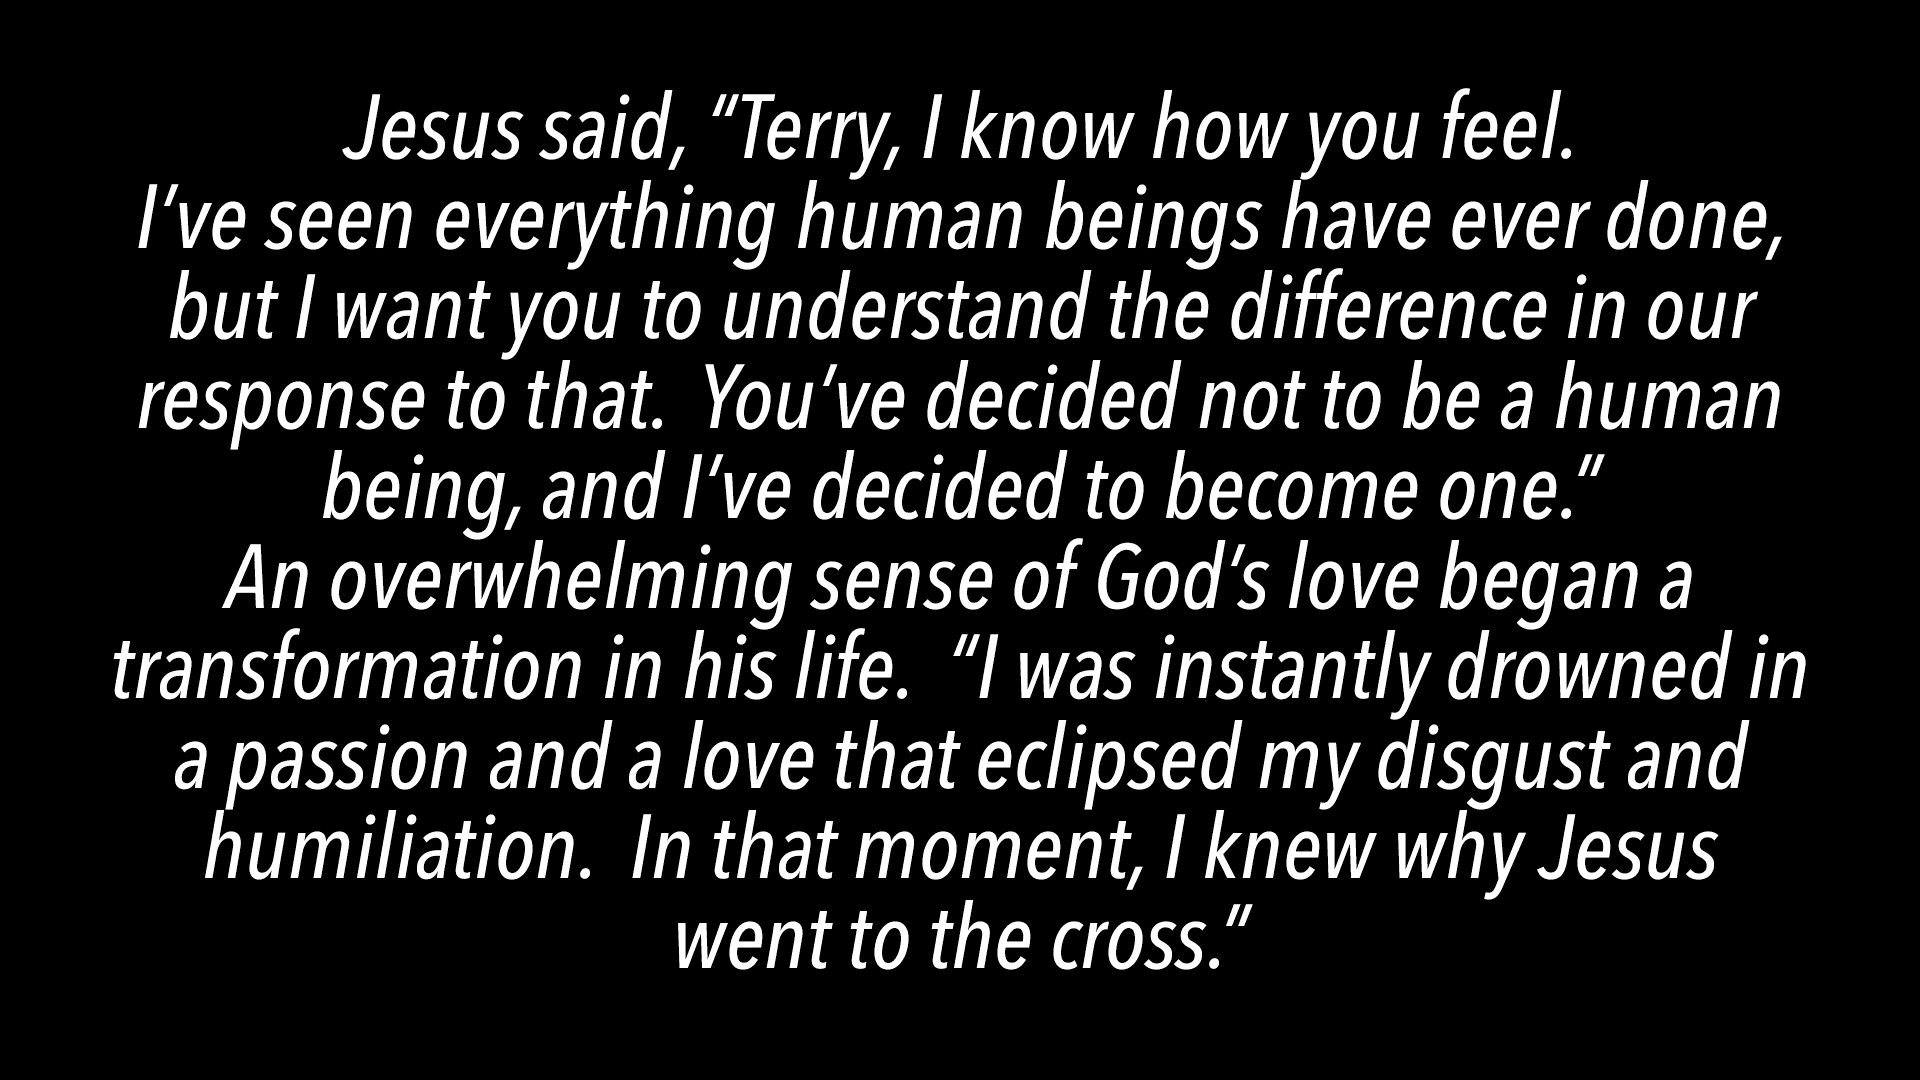 Jesus said, “Terry, I know how you feel.
I’ve seen everything human beings have ever done,
but I want you to understand the difference in our
response to that.  You’ve decided not to be a human
being, and I’ve decided to become one.”
An overwhelming sense of God’s love began a
transformation in his life.  “I was instantly drowned in
a passion and a love that eclipsed my disgust and
humiliation.  In that moment, I knew why Jesus
went to the cross.”